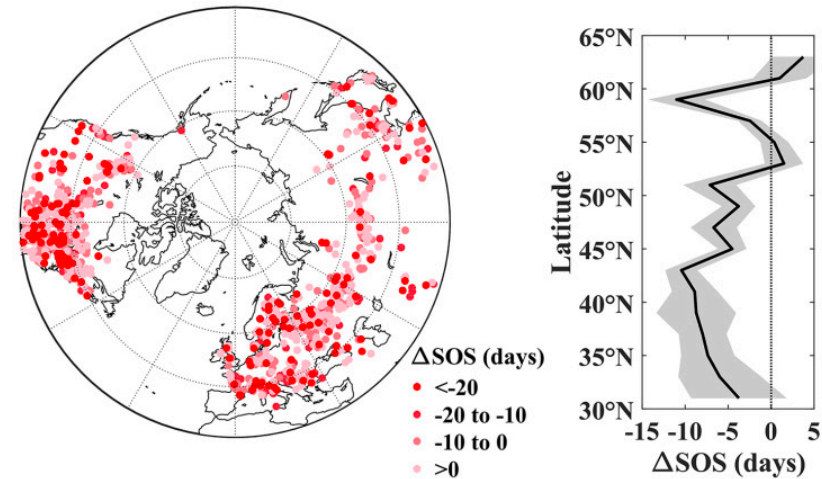 ΔSOS (days)
<-20
-20 to -10
-10 to 0
>0
Latitude
65°N
60°N
55°N
50°N
45°N
40°N
35°N
30°N
-15 -10 -5 0 5
ΔSOS (days)